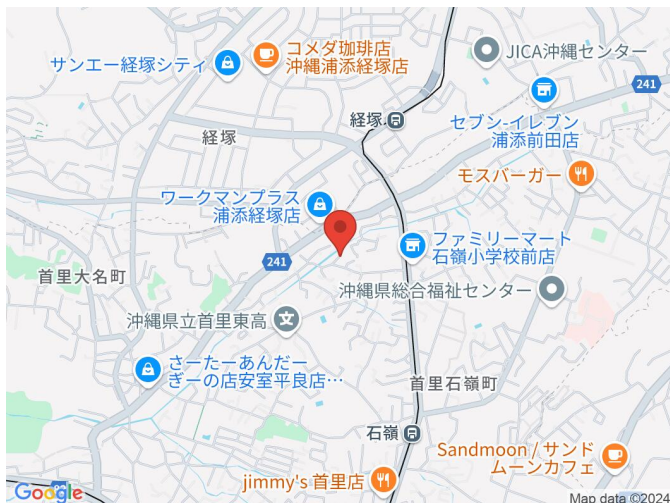 コメダ珈琲店
沖縄浦添経塚店
サンエー経塚シティ
JICA沖縄センター
241
経塚
経塚
セブン-イレブン
浦添前田店
モスバーガー
ワークマンプラス
浦添経塚店
ファミリーマート
石嶺小学校前店
241
首里大名町
沖縄県総合福祉センター
沖縄県立首里東高
さーたーあんだー
ぎーの店安室平良店…
首里石嶺町
石嶺
Sandmoon / サンド
ムーンカフェ
jimmy's 首里店
Google
Map data ©2024